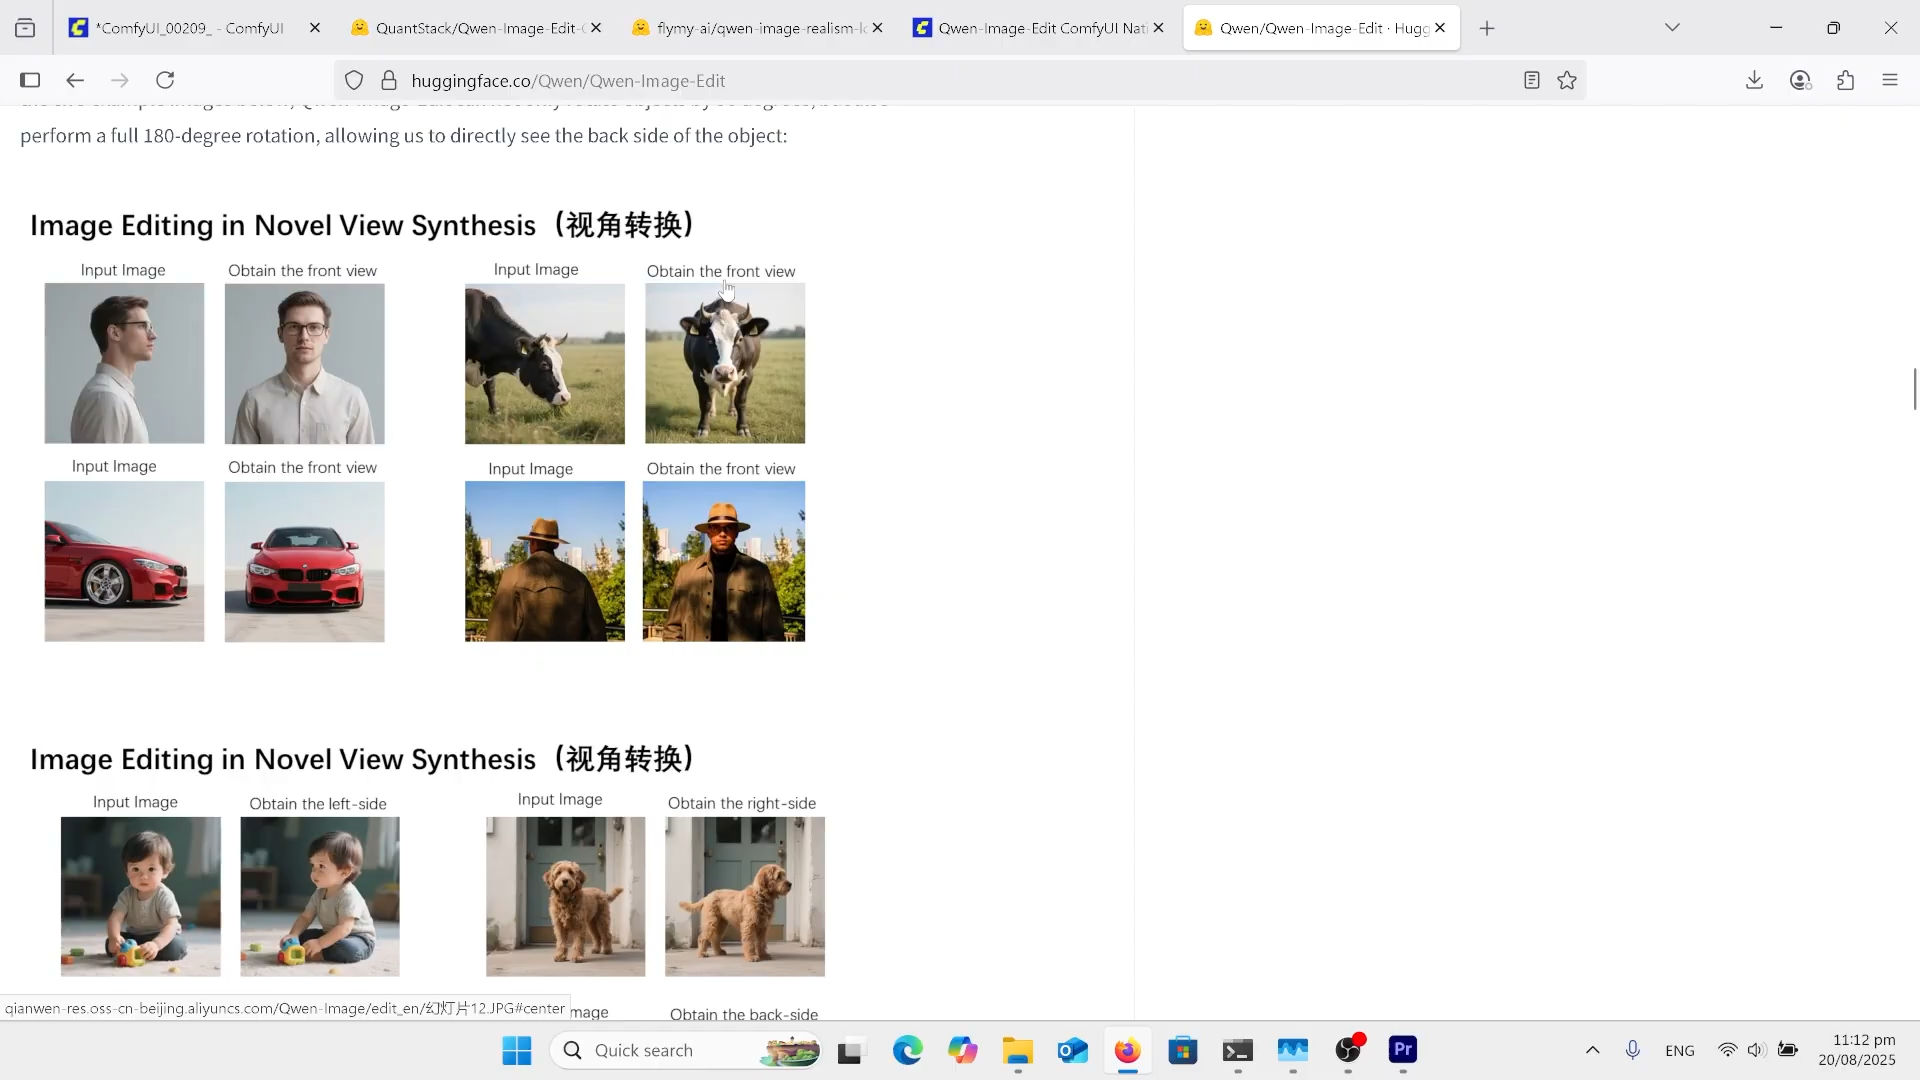 *ComfyUI_00209_ - ComfyUI
QuantStack/Qwen-Image-Edit-
flymy-ai/qwen-image-realism-lo
Qwen-Image-Edit ComfyUI Nati
Qwen/Qwen-Image-Edit · Hugg
huggingface.co/Qwen/Qwen-Image-Edit
perform a full 180-degree rotation, allowing us to directly see the back side of the object:
Image Editing in Novel View Synthesis（视角转换）
Input Image
Obtain the front view
Input Image
Obtain the front view
Input Image
Obtain the front view
Input Image
Obtain the front view
Image Editing in Novel View Synthesis（视角转换）
Input Image
Obtain the left-side
Input Image
Obtain the right-side
mage
Obtain the back-side
qianwen-res.oss-cn-beijing.aliyuncs.com/Qwen-Image/edit_en/幻灯片12.JPG#center
Quick search
Pr
ENG
11:12 pm
20/08/2025